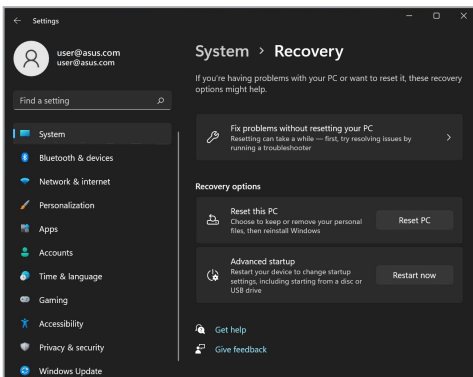 Settings
user@asus.com
user@asus.com
Find a setting
System
Bluetooth & devices
Network & internet
Personalization
Apps
Accounts
Time & language
Gaming
Accessibility
Privacy & security
Windows Update
System > Recovery
If you're having problems with your PC or want to reset it, these recovery
options might help.
Fix problems without resetting your PC
Resetting can take a while — first, try resolving issues by
running a troubleshooter
Recovery options
Reset this PC
Choose to keep or remove your personal
files, then reinstall Windows
Reset PC
Advanced startup
Restart your device to change startup
settings, including starting from a disc or
USB drive
Restart now
Get help
Give feedback